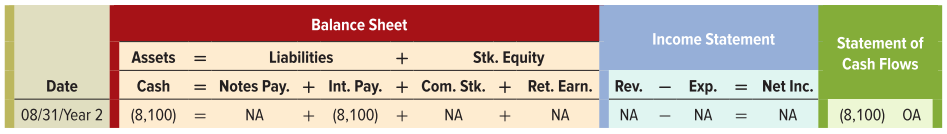 Balance Sheet
Income Statement
Statement of
Cash Flows
Assets = Liabilities + Stk. Equity
Date Cash = Notes Pay. + Int. Pay. + Com. Stk. + Ret. Earn. Rev. − Exp. = Net Inc.
08/31/Year 2 (8,100) = NA + (8,100) + NA + NA NA − NA = NA (8,100) OA